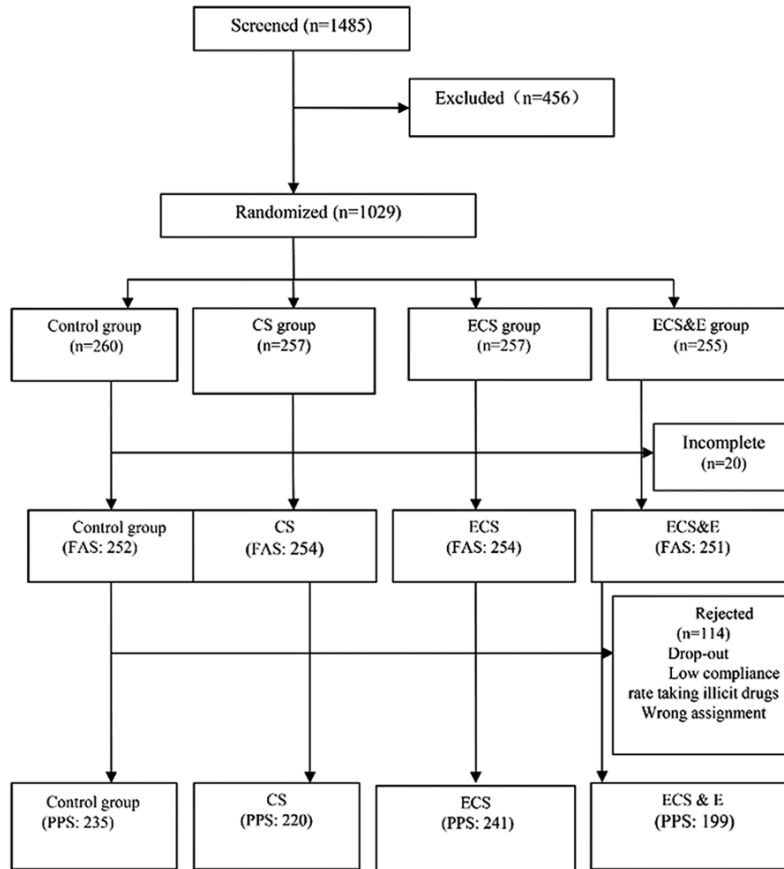 Screened (n=1485)
Excluded（n=456）
Randomized (n=1029)
Control group
(n=260)
CS group
(n=257)
ECS group
(n=257)
ECS&E group
(n=255)
Incomplete
(n=20)
Control group
(FAS: 252)
CS
(FAS: 254)
ECS
(FAS: 254)
ECS&E
(FAS: 251)
Rejected
(n=114)
Drop-out
Low compliance
rate taking illicit drugs
Wrong assignment
Control group
(PPS: 235)
CS
(PPS: 220)
ECS
(PPS: 241)
ECS & E
(PPS: 199)